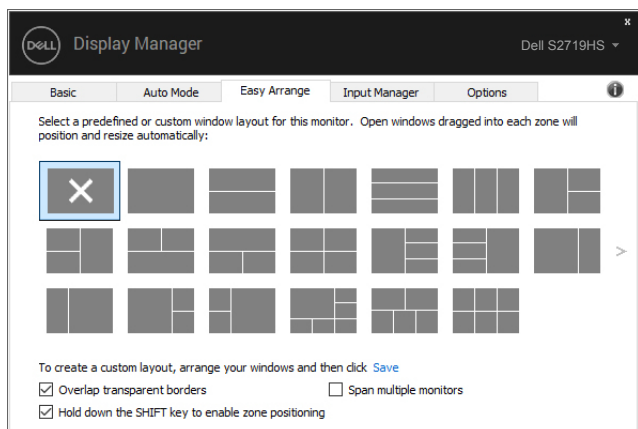 x
DELL Display Manager Dell S2719HS
Basic Auto Mode Easy Arrange Input Manager Options
Select a predefined or custom window layout for this monitor. Open windows dragged into each zone will
position and resize automatically:
To create a custom layout, arrange your windows and then click Save
Overlap transparent borders Span multiple monitors
Hold down the SHIFT key to enable zone positioning